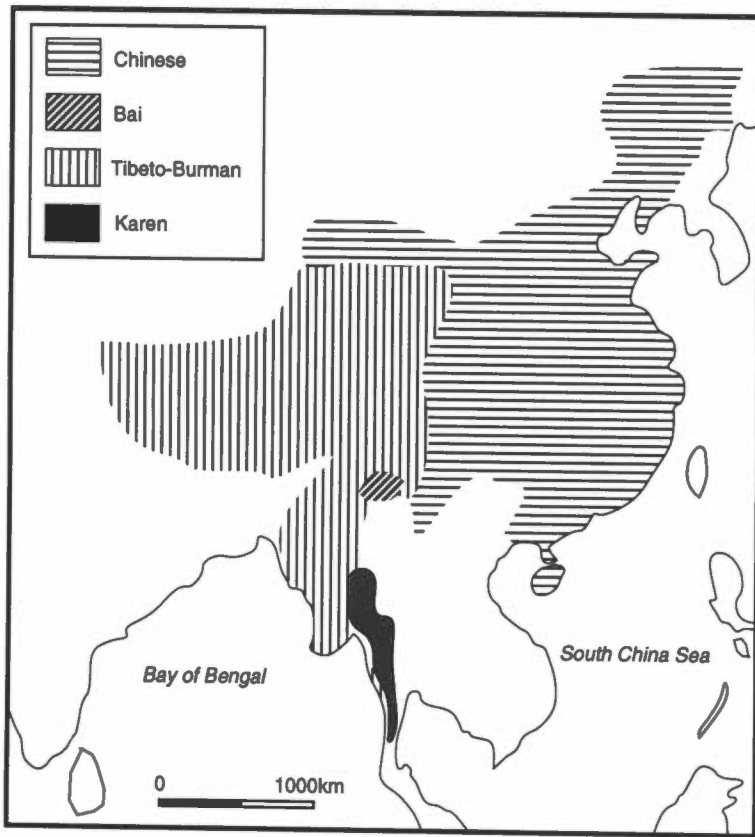 Chinese
Bai
Tibeto-Burman
Karen
South China Sea
Bay of Bengal
0 1000km